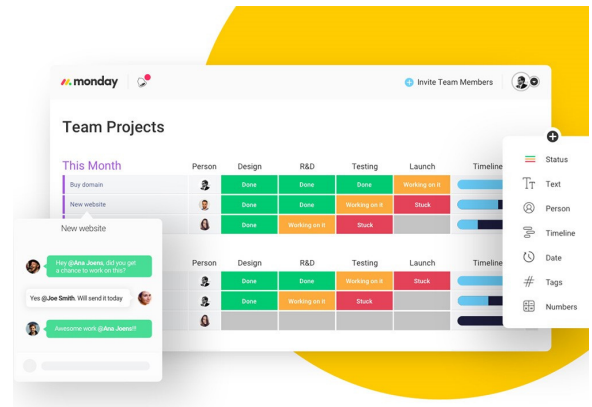 monday
Invite Team Members
Team Projects
This Month Person Design R&D Testing Launch Timeline
Buy domain Done Done Done Working on it
New website Done Done Working on it Stuck
Done Working on it Stuck
Person Design R&D Testing Launch Timeline
Done Done Working on it Stuck
Done Working on it Stuck
New website
Hey @Ana Joens, did you get
a chance to work on this?
Yes @Joe Smith. Will send it today
Awesome work @Ana Joens!!!
Status
Text
Person
Timeline
Date
Tags
Numbers